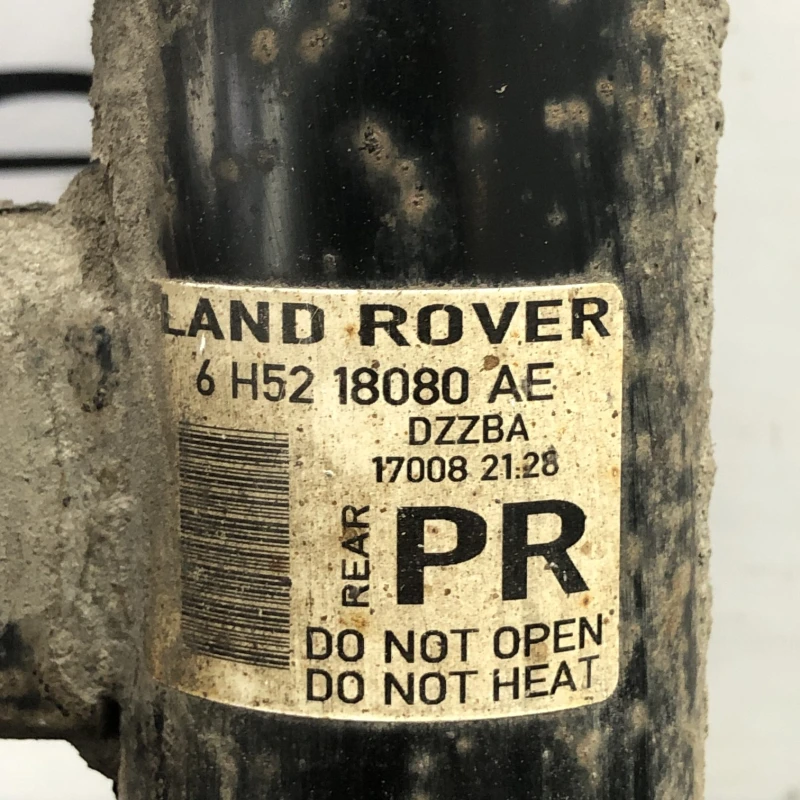 LAND ROVER
6 H52 18080 AE
DZZBA
17008 21:28
REAR
PR
DO NOT OPEN
DO NOT HEAT